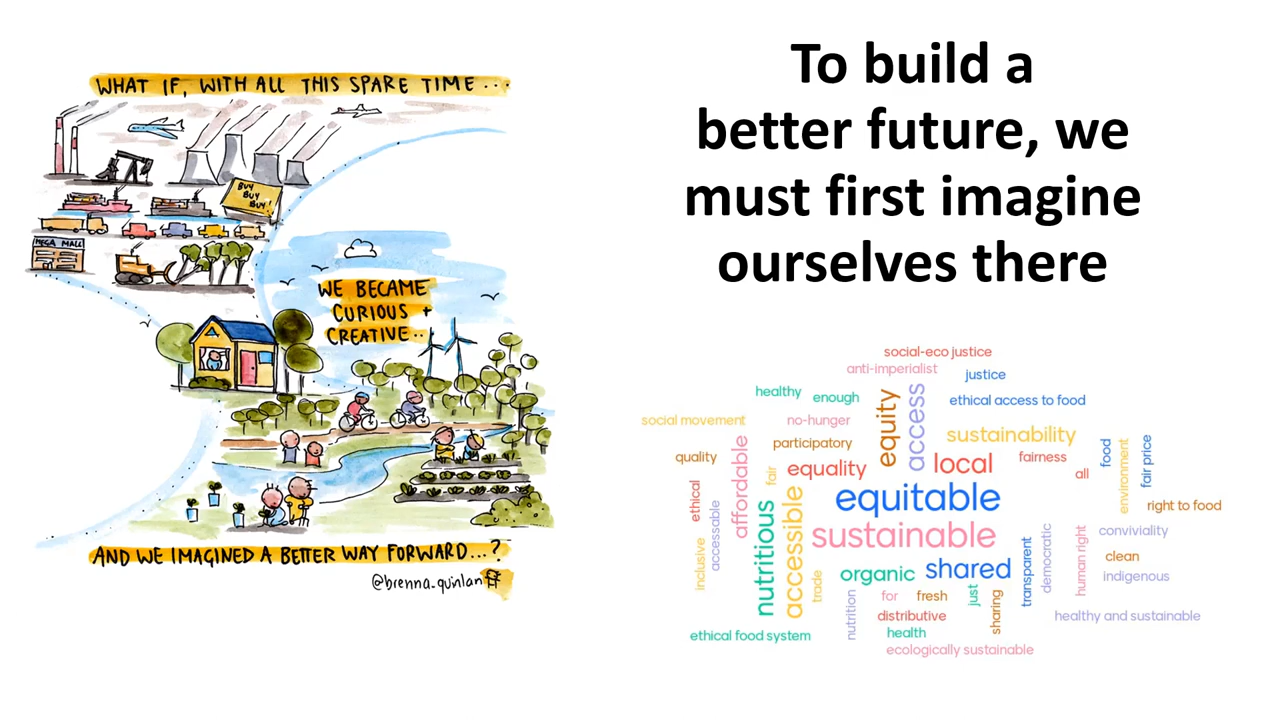 WHAT IF, WITH ALL THIS SPARE TIME...
BUY
BUY
BUY!
MEGA MALL
WE BECAME
CURIOUS +
CREATIVE..
AND WE IMAGINED A BETTER WAY FORWARD...?
@brenna_quinlan
To build a
better future, we
must first imagine
ourselves there
social-eco justice
anti-imperialist
justice
healthy
enough
equity
access
ethical access to food
social movement
no-hunger
sustainability
quality
participatory
affordable
fair
equality
local
fairness
all
food
environment
fair price
ethical
accessable
equitable
right to food
nutritious
accessible
sustainable
inclusive
trade
organic
shared
transparent
democratic
human right
conviviality
clean
indigenous
nutrition
for
fresh
just
sharing
distributive
healthy and sustainable
ethical food system
health
ecologically sustainable